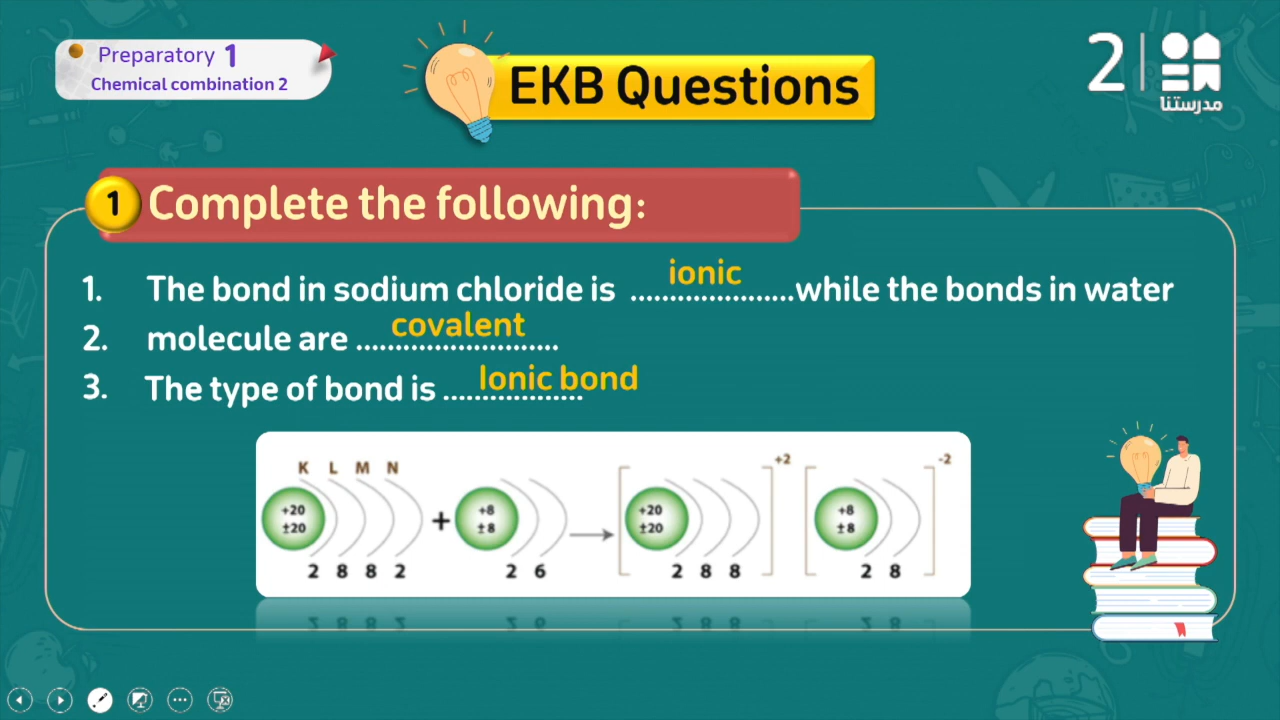 Preparatory 1
Chemical combination 2
EKB Questions
2
مدرستنا
1 Complete the following:
1. The bond in sodium chloride is ionic .....................while the bonds in water
2. molecule are covalent ..........................
3. The type of bond is Ionic bond ..................
K L M N
+20
±20
2 8 8 2
+
+8
±8
2 6
+20
±20
2 8 8
+2
+8
±8
2 8
-2